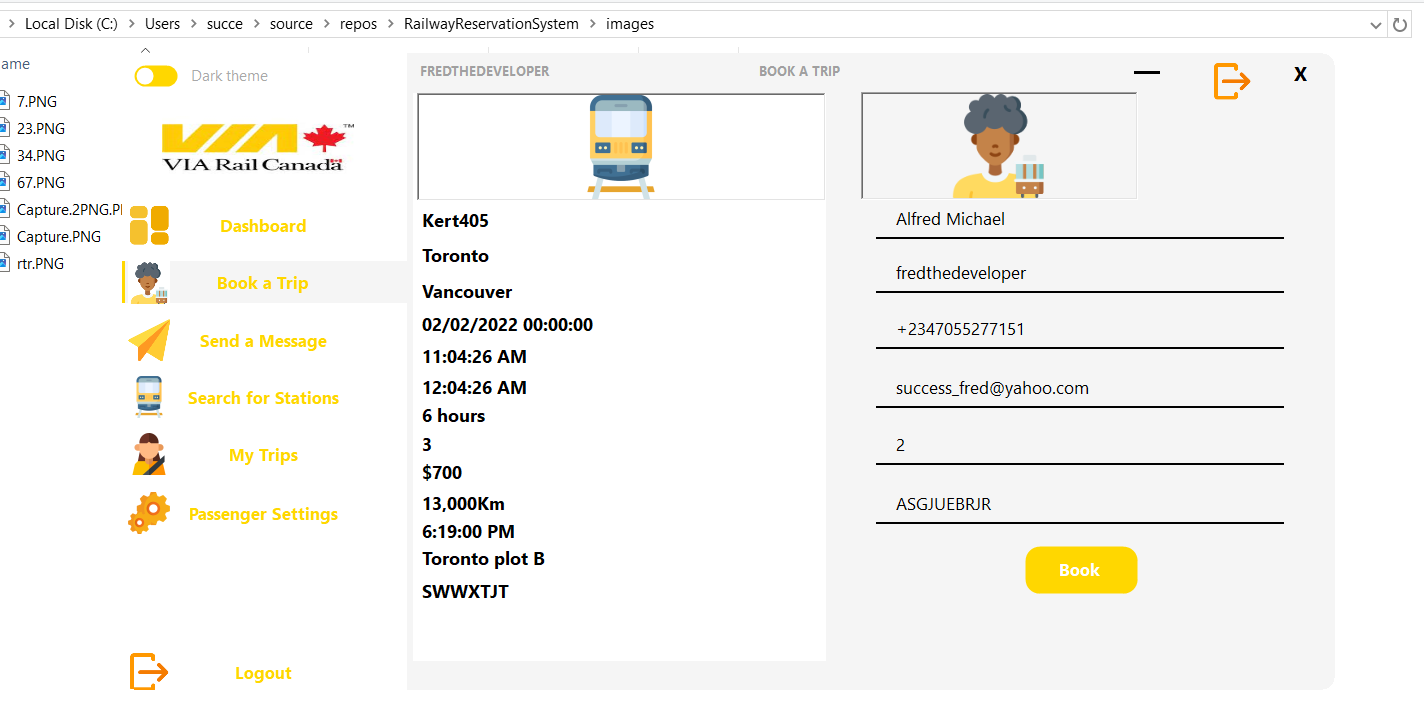 Local Disk (C:) > Users > succe > source > repos > RailwayReservationSystem > images
ame
7.PNG
23.PNG
34.PNG
67.PNG
Capture.2PNG.P
Capture.PNG
rtr.PNG
Dark theme
VIA TM
VIA Rail Canada
Dashboard
Book a Trip
Send a Message
Search for Stations
My Trips
Passenger Settings
Logout
FREDTHEDEVELOPER
BOOK A TRIP
X
Kert405
Toronto
Vancouver
02/02/2022 00:00:00
11:04:26 AM
12:04:26 AM
6 hours
3
$700
13,000Km
6:19:00 PM
Toronto plot B
SWWXTJT
Alfred Michael
fredthedeveloper
+2347055277151
success_fred@yahoo.com
2
ASGJUEBRJR
Book